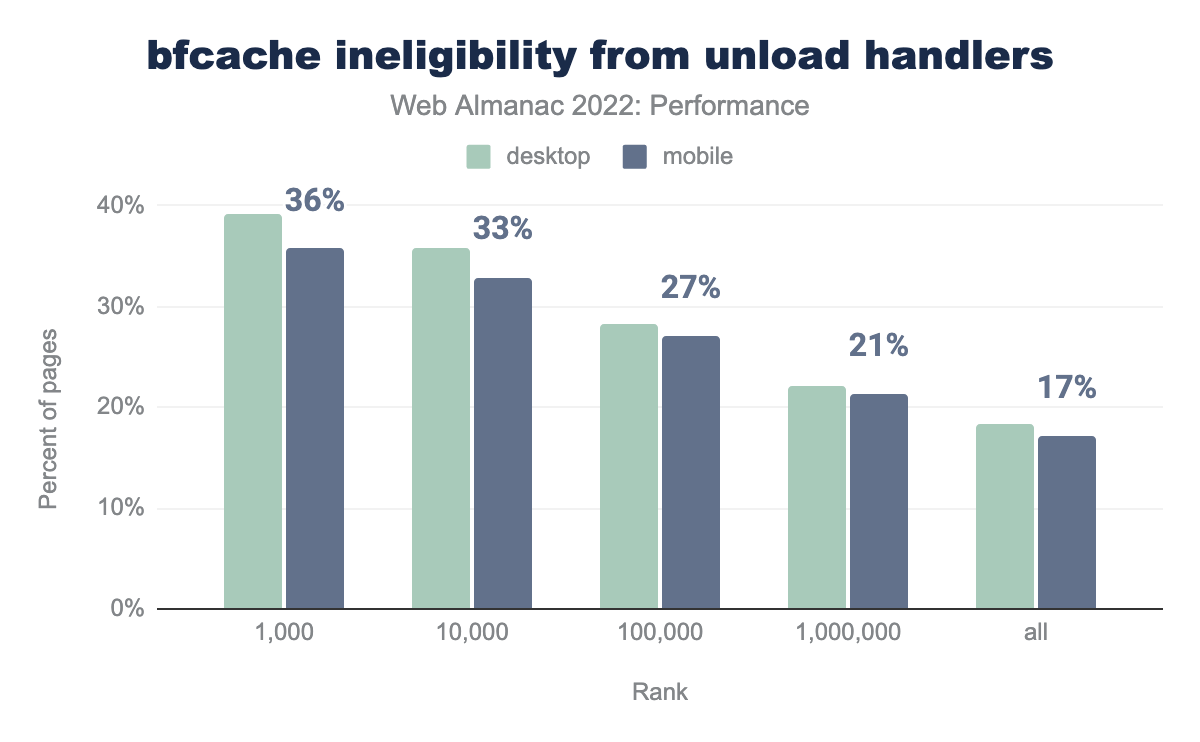 bfcache ineligibility from unload handlers
Web Almanac 2022: Performance
desktop mobile
40%
30%
20%
10%
0%
Percent of pages
36%
33%
27%
21%
17%
1,000 10,000 100,000 1,000,000 all
Rank